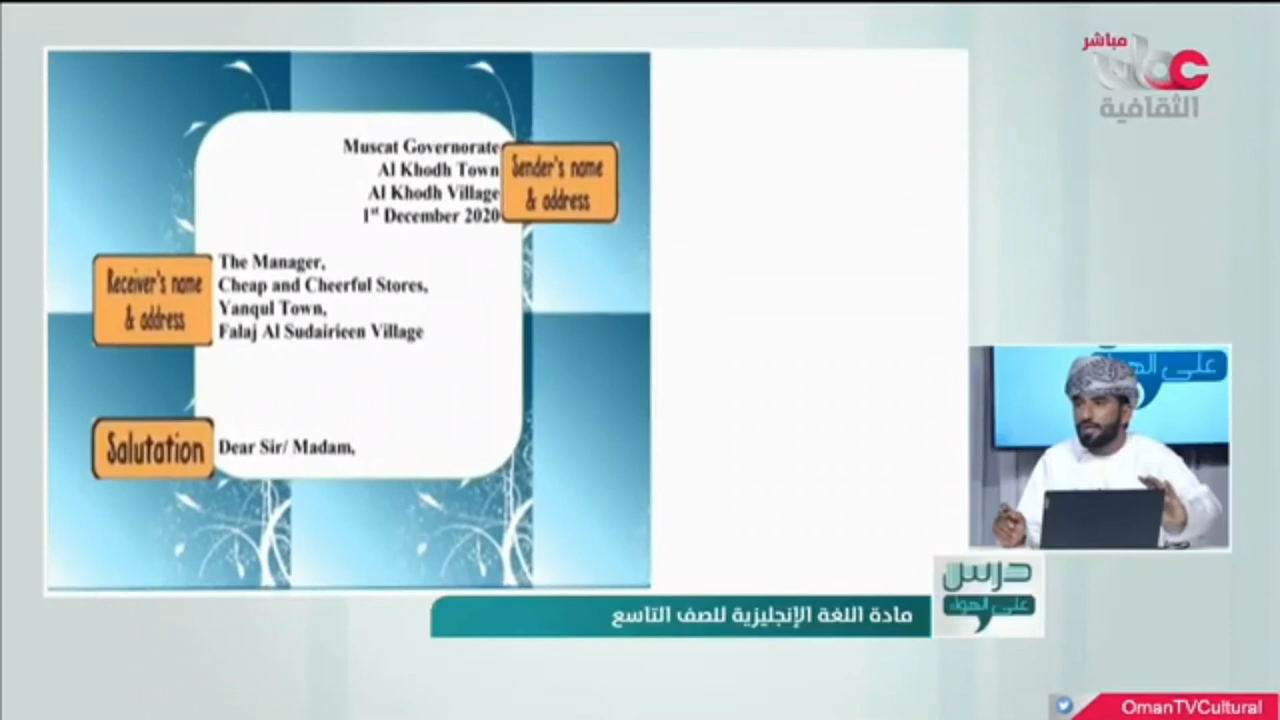 مباشر
عمان
الثقافية
Muscat Governorate
Al Khodh Town
Al Khodh Village
1st December 2020
Sender's name
& address
Receiver's name
& address
The Manager,
Cheap and Cheerful Stores,
Yanqul Town,
Falaj Al Sudairieen Village
Salutation
Dear Sir/ Madam,
على الهواء
درس
على الهواء
مادة اللغة الإنجليزية للصف التاسع
OmanTVCultural